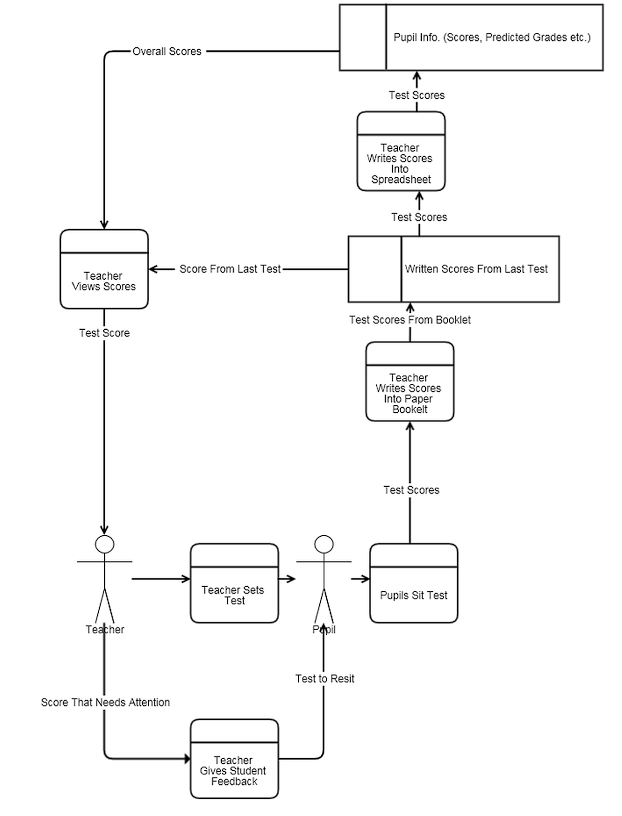 Pupil Info. (Scores, Predicted Grades etc.)
Overall Scores
Test Scores
Teacher
Writes Scores
Into
Spreadsheet
Test Scores
Teacher
Views Scores
Score From Last Test
Written Scores From Last Test
Test Score
Test Scores From Booklet
Teacher
Writes Scores
Into Paper
Bookelt
Test Scores
Teacher Sets
Test
Pupils Sit Test
Teacher
Pupil
Test to Resit
Score That Needs Attention
Teacher
Gives Student
Feedback